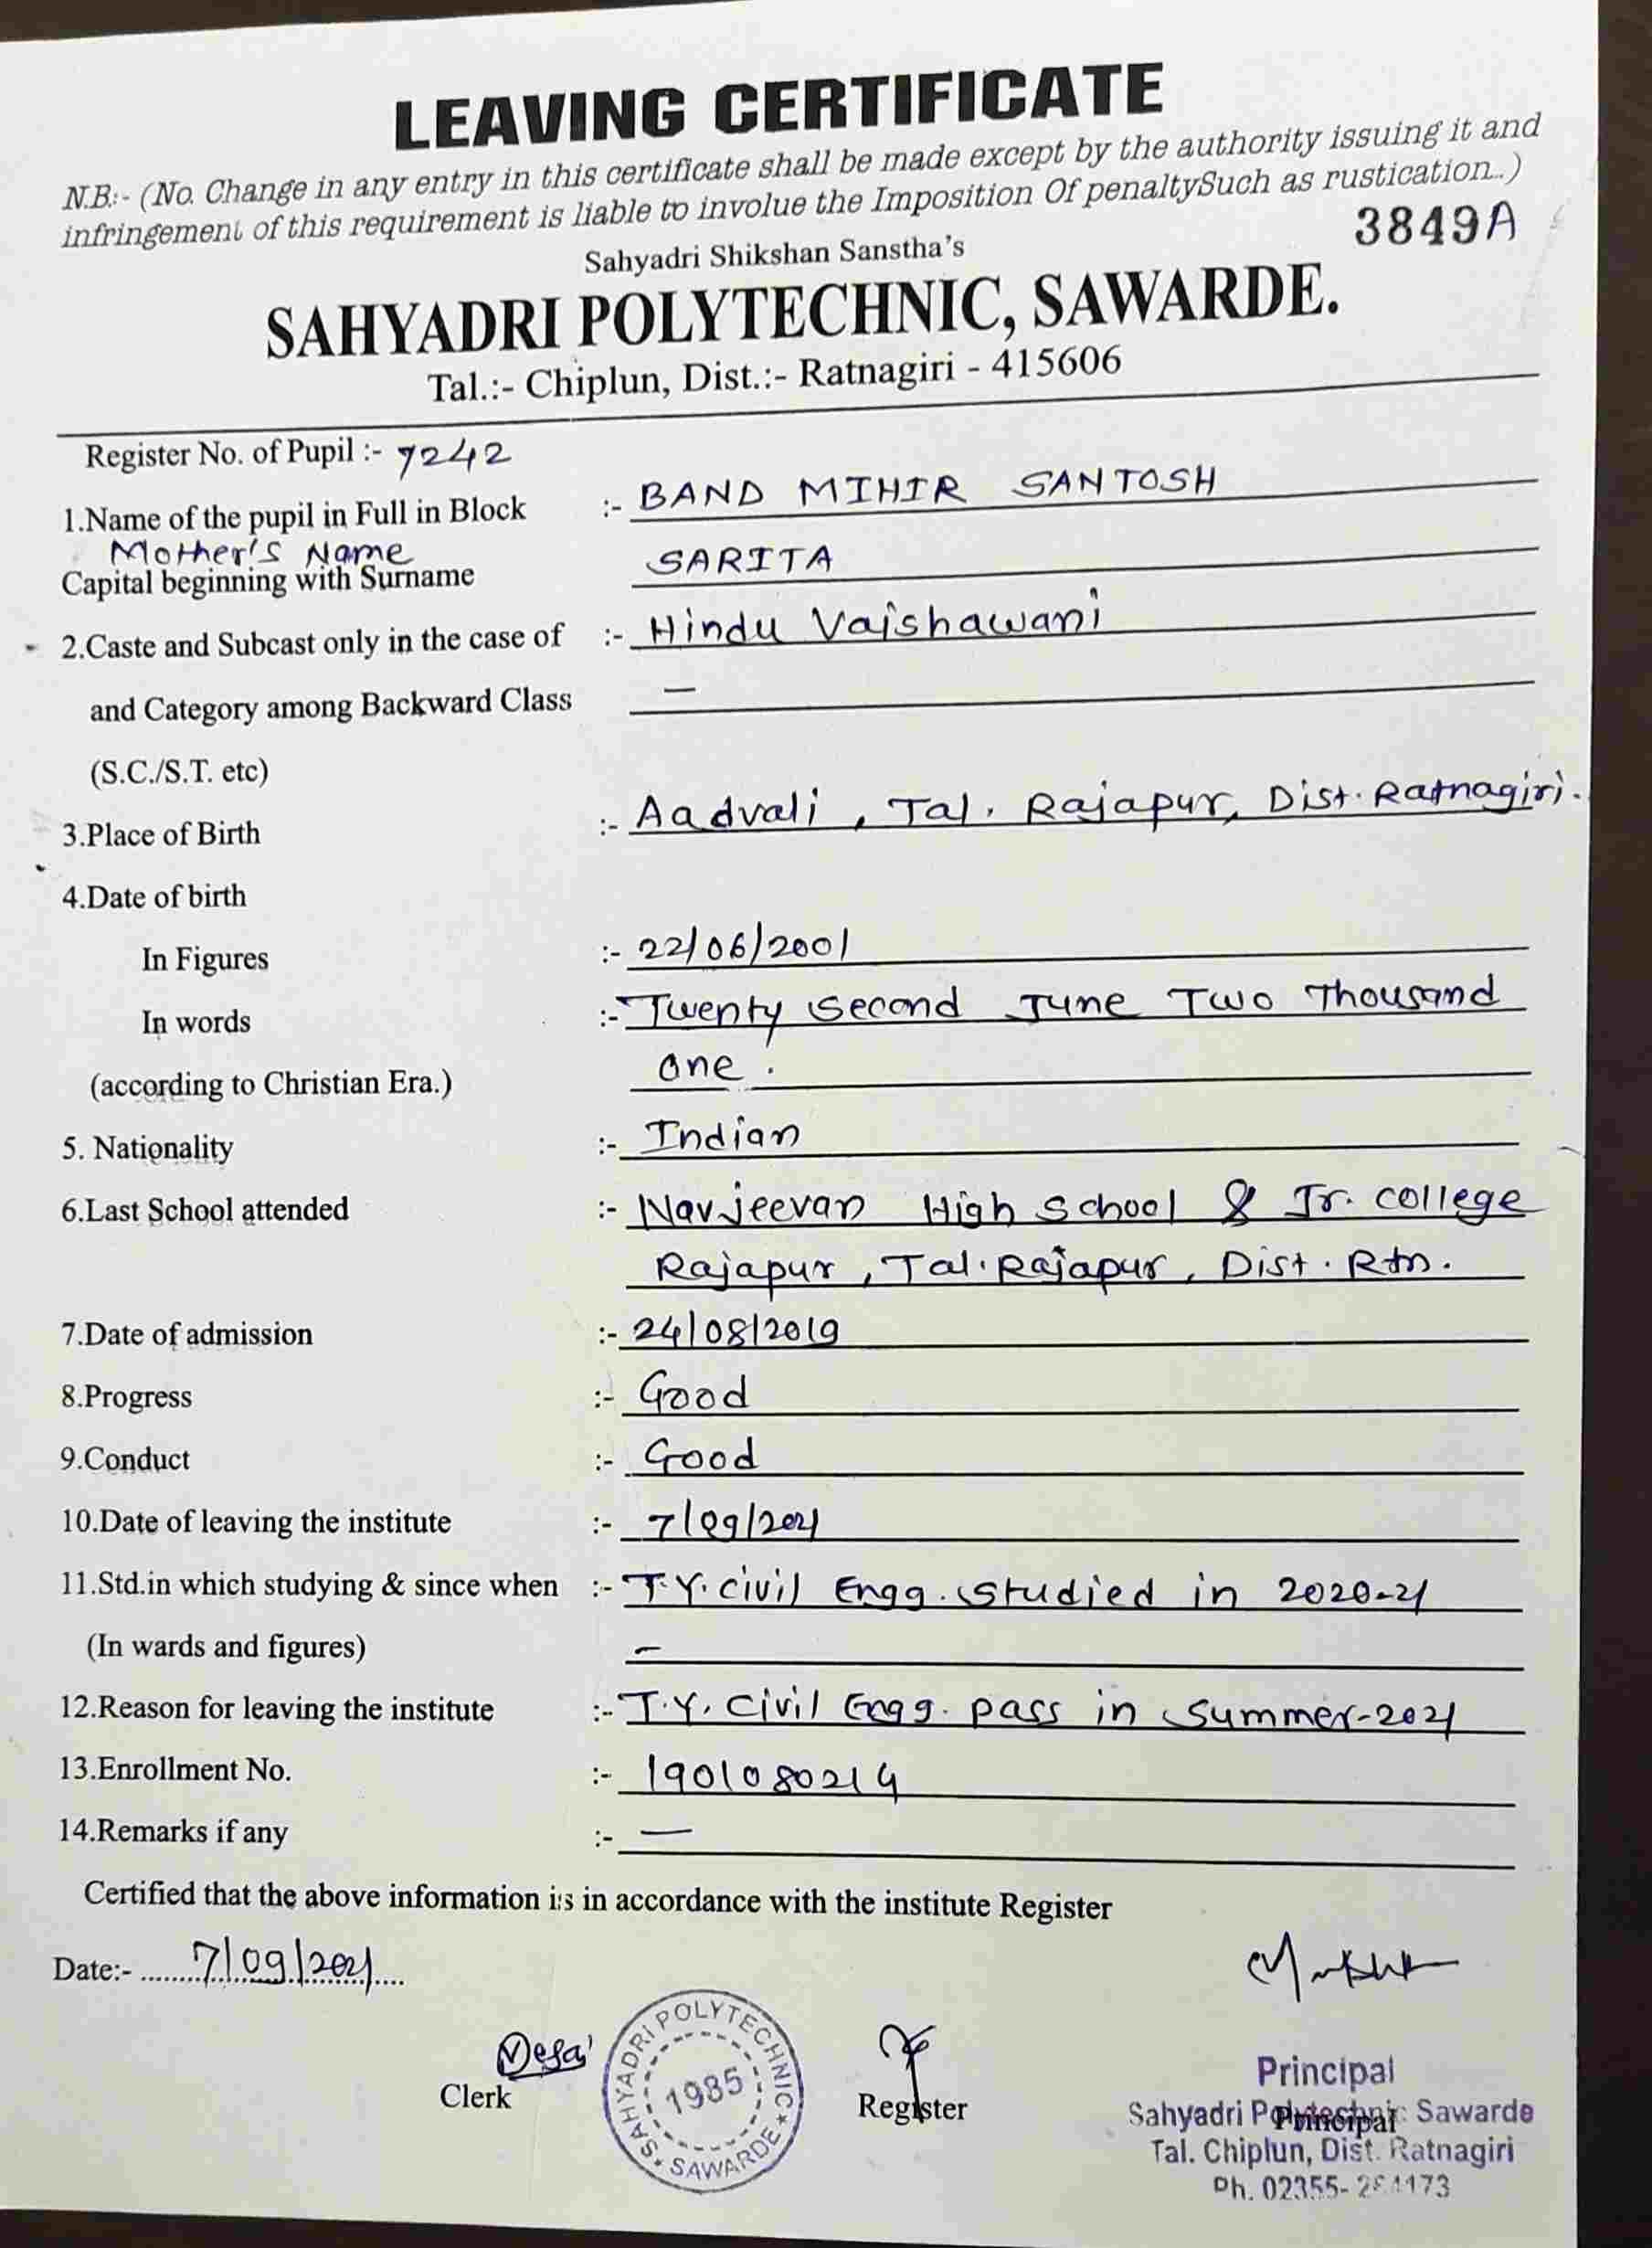 LEAVING CERTIFICATE
N.B:- (No. Change in any entry in this certificate shall be made except by the authority issuing it and
infringement of this requirement is liable to involue the Imposition Of penaltySuch as rustication..)
3849A
Sahyadri Shikshan Sanstha's
SAHYADRI POLYTECHNIC, SAWARDE.
Tal.:- Chiplun, Dist.:- Ratnagiri - 415606
Register No. of Pupil :- 7242
1.Name of the pupil in Full in Block :- BAND MIHIR SANTOSH
Mother's Name SARITA
Capital beginning with Surname
2.Caste and Subcast only in the case of :- Hindu Vaishawani
and Category among Backward Class —
(S.C./S.T. etc)
3.Place of Birth :- Aadvali, Tal. Rajapur, Dist. Ratnagiri.
4.Date of birth
In Figures :- 22/06/2001
In words :- Twenty Second June Two Thousand
(according to Christian Era.) One.
5. Nationality :- Indian
6.Last School attended :- Navjeevan High School & Jr. College
Rajapur, Tal. Rajapur, Dist. Rtn.
7.Date of admission :- 24/08/2019
8.Progress :- Good
9.Conduct :- Good
10.Date of leaving the institute :- 7/09/2021
11.Std.in which studying & since when :- T.Y. Civil Engg. Studied in 2020-21
(In wards and figures) —
12.Reason for leaving the institute :- T.Y. Civil Engg. pass in Summer-2021
13.Enrollment No. :- 1901080214
14.Remarks if any :- —
Certified that the above information is in accordance with the institute Register
Date:- 7/09/2021
Desai
Clerk
SAHYADRI POLYTECHNIC
1985
SAWARDE
Register
Principal
Sahyadri Polytechnic Sawarde
Principal
Tal. Chiplun, Dist. Ratnagiri
Ph. 02355-